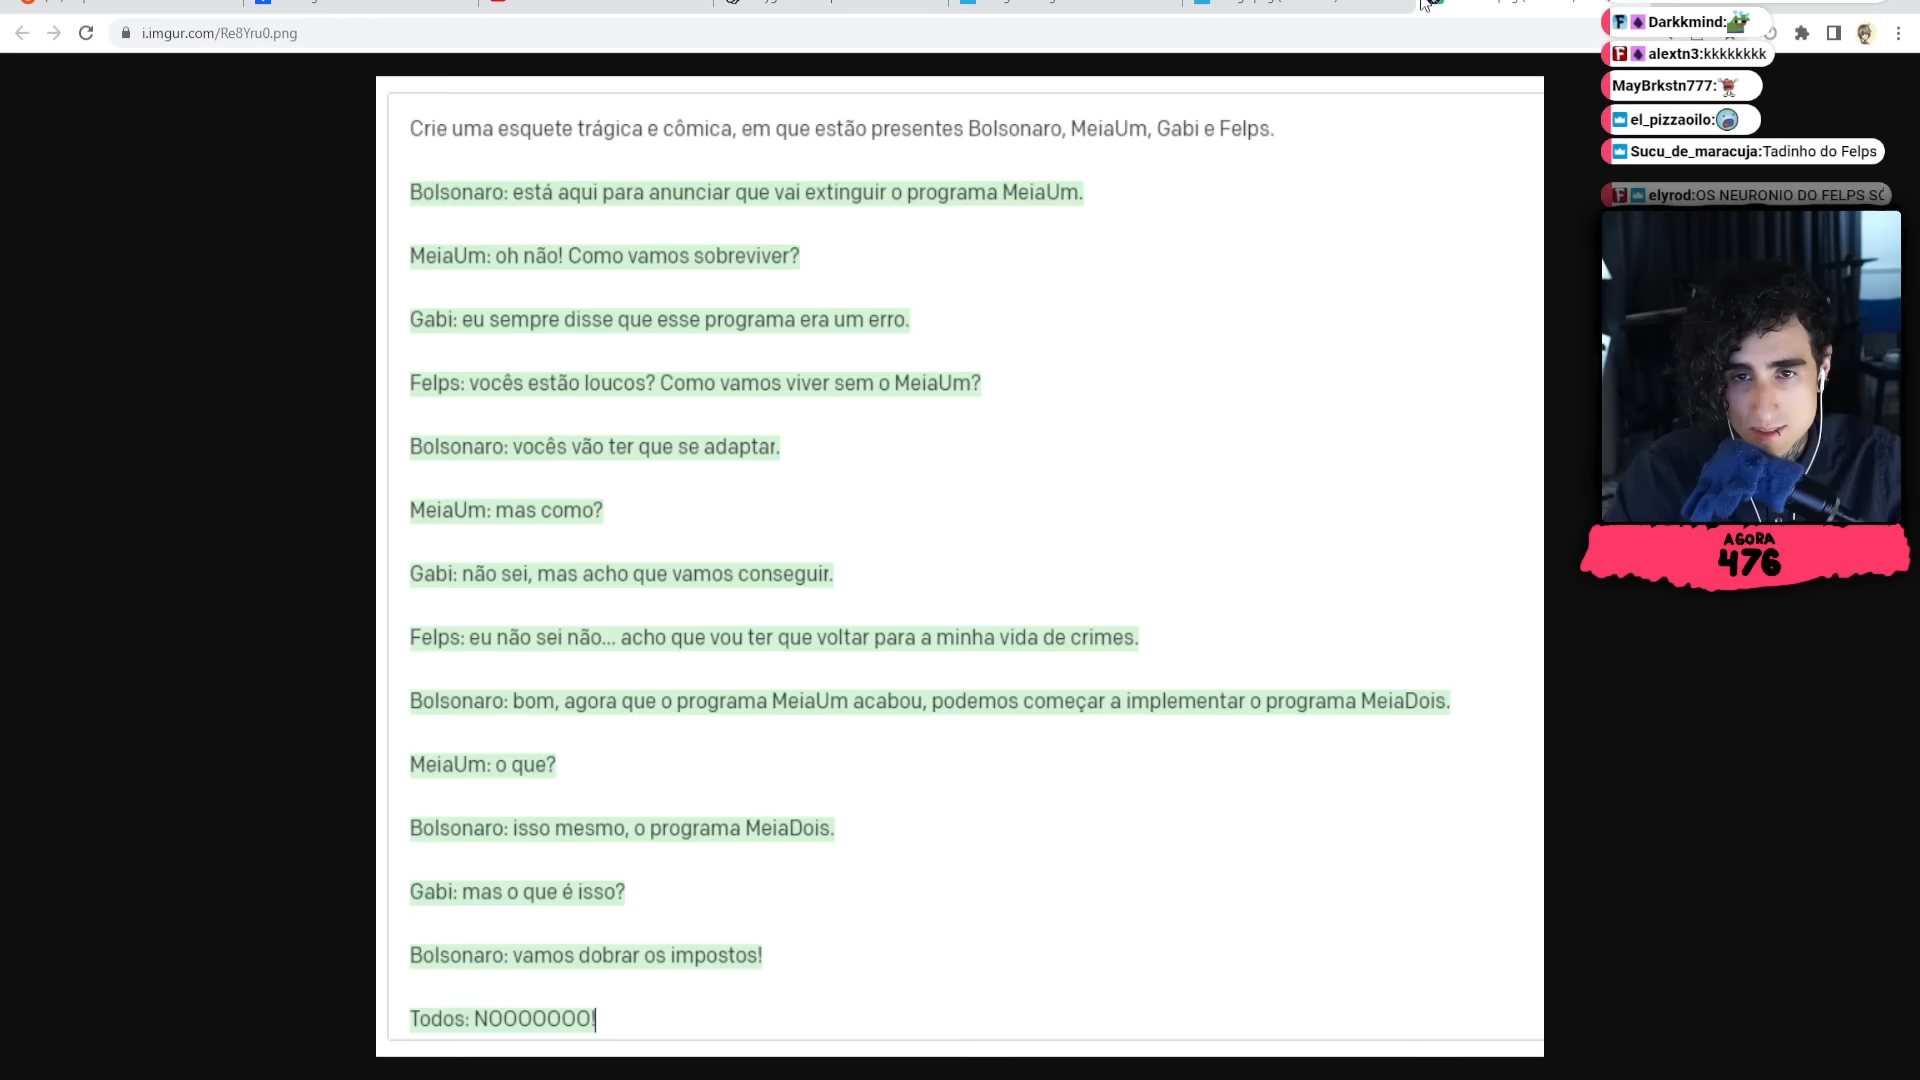 i.imgur.com/Re8Yru0.png
Crie uma esquete trágica e cômica, em que estão presentes Bolsonaro, MeiaUm, Gabi e Felps.
Bolsonaro: está aqui para anunciar que vai extinguir o programa MeiaUm.
MeiaUm: oh não! Como vamos sobreviver?
Gabi: eu sempre disse que esse programa era um erro.
Felps: vocês estão loucos? Como vamos viver sem o MeiaUm?
Bolsonaro: vocês vão ter que se adaptar.
MeiaUm: mas como?
Gabi: não sei, mas acho que vamos conseguir.
Felps: eu não sei não... acho que vou ter que voltar para a minha vida de crimes.
Bolsonaro: bom, agora que o programa MeiaUm acabou, podemos começar a implementar o programa MeiaDois.
MeiaUm: o que?
Bolsonaro: isso mesmo, o programa MeiaDois.
Gabi: mas o que é isso?
Bolsonaro: vamos dobrar os impostos!
Todos: NOOOOOOO!
Darkkmind:
alextn3:kkkkkkkk
MayBrkstn777:
el_pizzaoilo:
Sucu_de_maracuja:Tadinho do Felps
elyrod:OS NEURONIO DO FELPS SÓ
AGORA
476